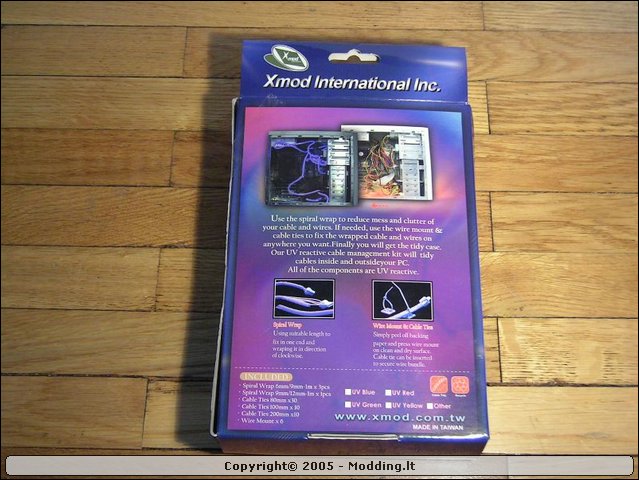 Xmod
Xmod International Inc.
Use the spiral wrap to reduce mess and clutter of
your cable and wires. If needed, use the wire mount &
cable ties to fix the wrapped cable and wires on
anywhere you want.Finally you will get the tidy case.
Our UV reactive cable management kit will tidy
cables inside and outsideyour PC.
All of the components are UV reactive.
Spiral Wrap
Using suitable length to
fix in one end and
wraping it in direction
of clockwise.
Wire Mount & Cable Ties
Simply peel off backing
paper and press wire mount
on clean and dry surface.
Cable tie can be inserted
to secure wire bundle.
INCLUDED:
· Spiral Wrap 8mm/9mm-1m x 3pcs
· Spiral Wrap 9mm/12mm-1m x 1pcs
· Cable Ties 80mm x30
· Cable Ties 100mm x 10
· Cable Ties 200mm x10
· Wire Mount x 6
UV Blue UV Red
UV Green UV Yellow Other
www.xmod.com.tw
MADE IN TAIWAN
Copyright© 2005 - Modding.lt